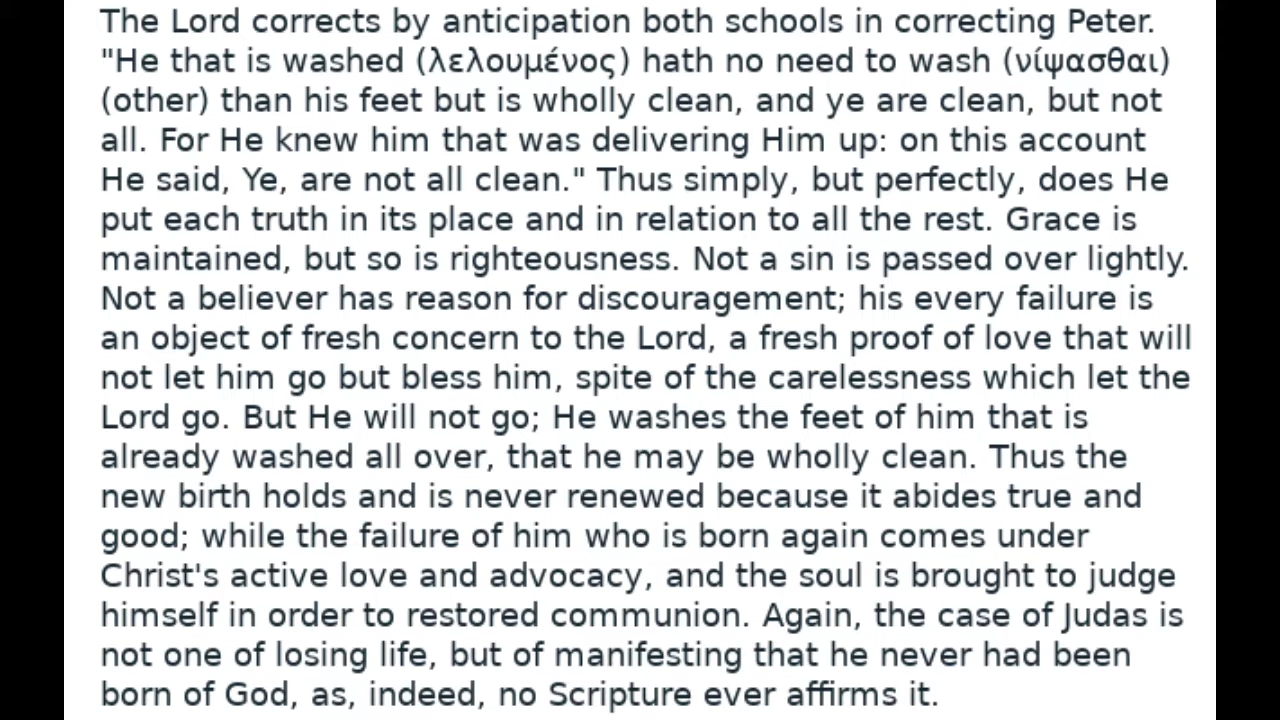 The Lord corrects by anticipation both schools in correcting Peter.
"He that is washed (λελουμένος) hath no need to wash (νίψασθαι)
(other) than his feet but is wholly clean, and ye are clean, but not
all. For He knew him that was delivering Him up: on this account
He said, Ye, are not all clean." Thus simply, but perfectly, does He
put each truth in its place and in relation to all the rest. Grace is
maintained, but so is righteousness. Not a sin is passed over lightly.
Not a believer has reason for discouragement; his every failure is
an object of fresh concern to the Lord, a fresh proof of love that will
not let him go but bless him, spite of the carelessness which let the
Lord go. But He will not go; He washes the feet of him that is
already washed all over, that he may be wholly clean. Thus the
new birth holds and is never renewed because it abides true and
good; while the failure of him who is born again comes under
Christ's active love and advocacy, and the soul is brought to judge
himself in order to restored communion. Again, the case of Judas is
not one of losing life, but of manifesting that he never had been
born of God, as, indeed, no Scripture ever affirms it.